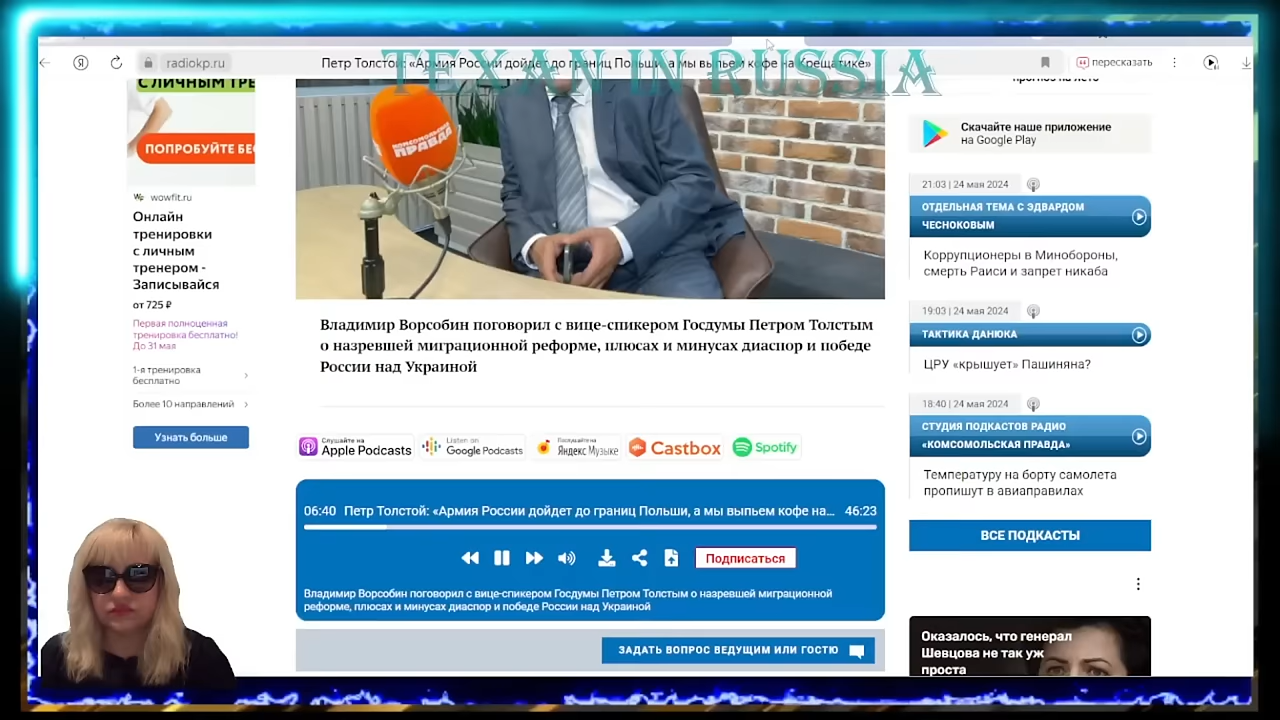 TEXAN IN RUSSIA
radiokp.ru
Петр Толстой: «Армия России дойдет до границ Польши, а мы выпьем кофе на Крещатике»
пересказать
С ЛИЧНЫМ ТРЕ
ПОПРОБУЙТЕ БЕС
wowfit.ru
Онлайн
тренировки
с личным
тренером -
Записывайся
от 725 ₽
Первая полноценная
тренировка бесплатно!
До 31 мая
1-я тренировка
бесплатно
Более 10 направлений
Узнать больше
КОМСОМОЛЬСКАЯ
ПРАВДА
Владимир Ворсобин поговорил с вице-спикером Госдумы Петром Толстым
о назревшей миграционной реформе, плюсах и минусах диаспор и победе
России над Украиной
Слушайте на
Apple Podcasts
Listen on
Google Podcasts
Послушайте на
Яндекс Музыке
Castbox
Spotify
06:40 Петр Толстой: «Армия России дойдет до границ Польши, а мы выпьем кофе на... 46:23
Подписаться
Владимир Ворсобин поговорил с вице-спикером Госдумы Петром Толстым о назревшей миграционной
реформе, плюсах и минусах диаспор и победе России над Украиной
ЗАДАТЬ ВОПРОС ВЕДУЩИМ ИЛИ ГОСТЮ
прогноз на лето
Скачайте наше приложение
на Google Play
21:03 | 24 мая 2024
ОТДЕЛЬНАЯ ТЕМА С ЭДВАРДОМ
ЧЕСНОКОВЫМ
Коррупционеры в Минобороны,
смерть Раиси и запрет никаба
19:03 | 24 мая 2024
ТАКТИКА ДАНЮКА
ЦРУ «крышует» Пашиняна?
18:40 | 24 мая 2024
СТУДИЯ ПОДКАСТОВ РАДИО
«КОМСОМОЛЬСКАЯ ПРАВДА»
Температуру на борту самолета
пропишут в авиаправилах
ВСЕ ПОДКАСТЫ
Оказалось, что генерал
Шевцова не так уж
проста